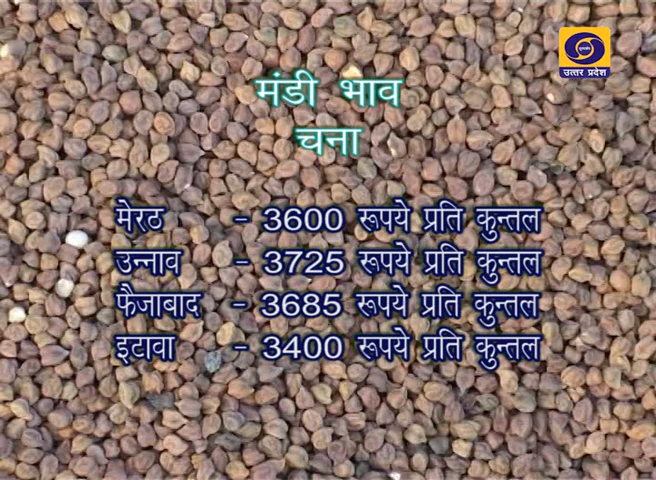 उत्तर प्रदेश
मंडी भाव
चना
मेरठ - 3600 रूपये प्रति कुन्तल
उन्नाव - 3725 रूपये प्रति कुन्तल
फैजाबाद - 3685 रूपये प्रति कुन्तल
इटावा - 3400 रूपये प्रति कुन्तल